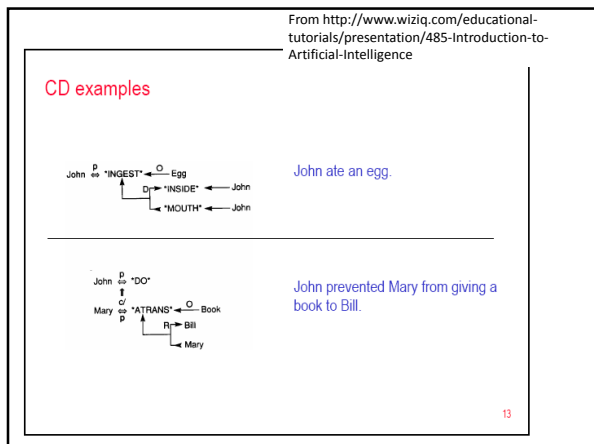 From http://www.wiziq.com/educational-
tutorials/presentation/485-Introduction-to-
Artificial-Intelligence
CD examples
p
John ⇔ *INGEST* ← O Egg
D *INSIDE* ← John
*MOUTH* ← John
John ate an egg.
p
John ⇔ *DO*
c/
Mary ⇔ *ATRANS* ← O Book
p
R Bill
Mary
John prevented Mary from giving a
book to Bill.
13